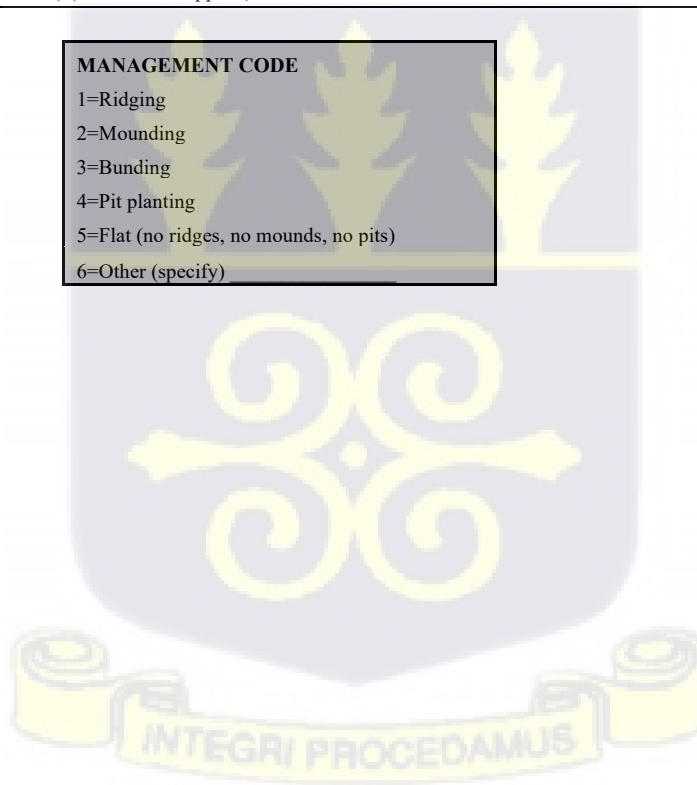 MANAGEMENT CODE
1=Ridging
2=Mounding
3=Bunding
4=Pit planting
5=Flat (no ridges, no mounds, no pits)
6=Other (specify) ________________
INTEGRI PROCEDAMUS